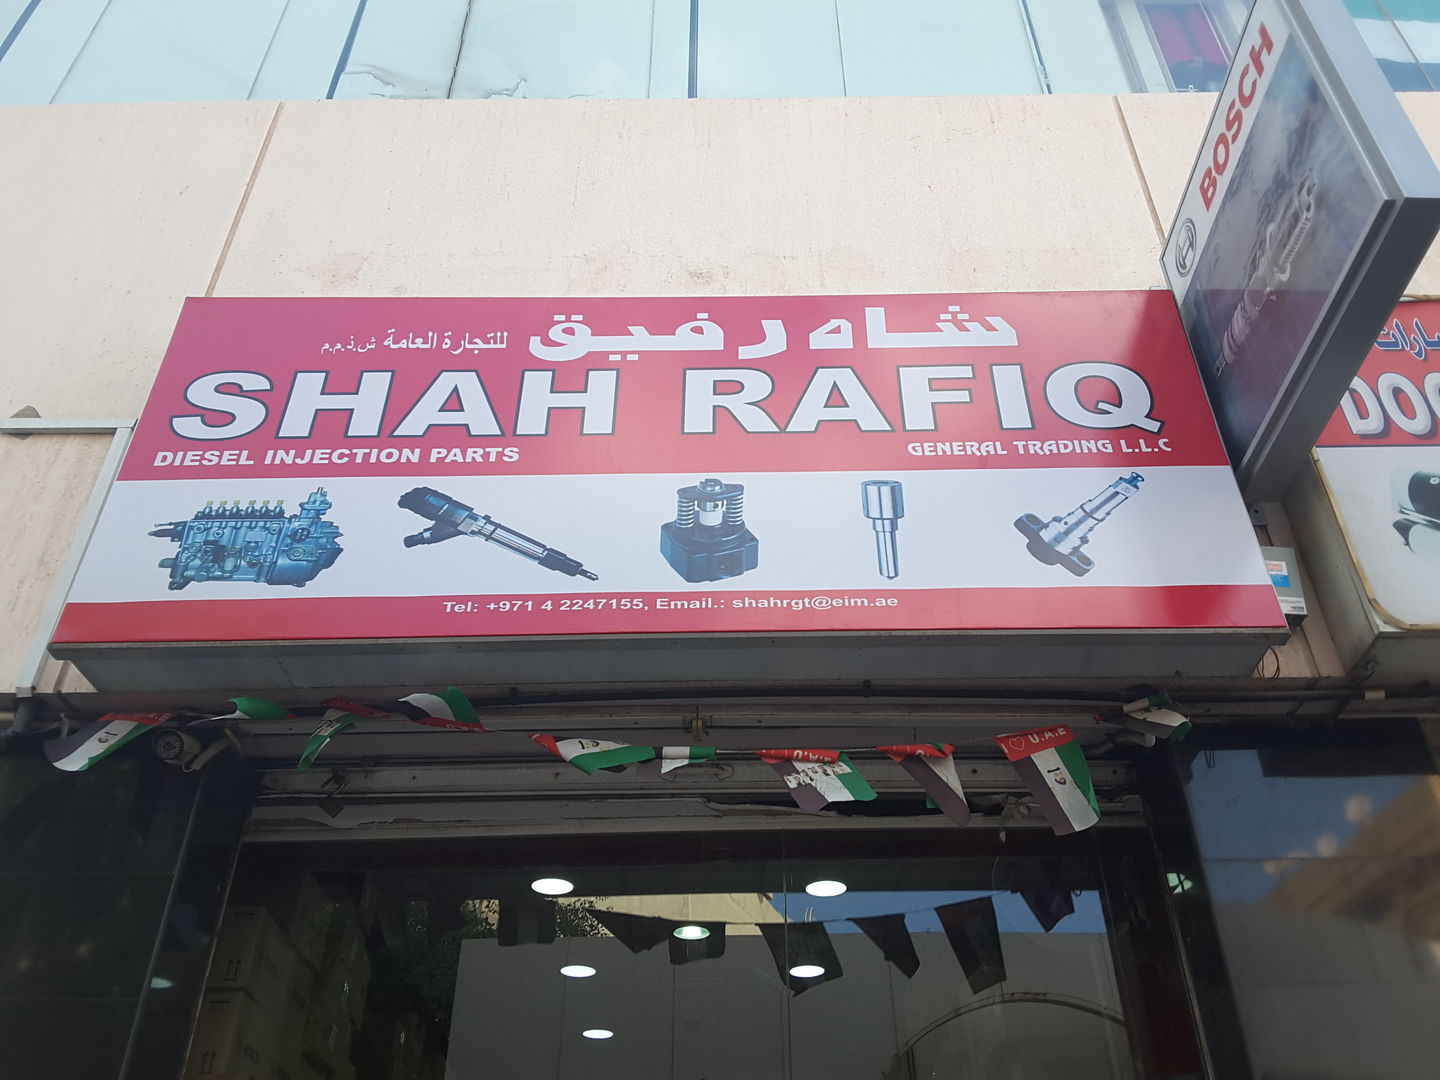 BOSCH
شاه رفيق للتجارة العامة ش.ذ.م.م
SHAH RAFIQ
DIESEL INJECTION PARTS
GENERAL TRADING L.L.C
Tel: +971 4 2247155, Email.: shahrgt@eim.ae
U.A.E
I ♡ U.A.E